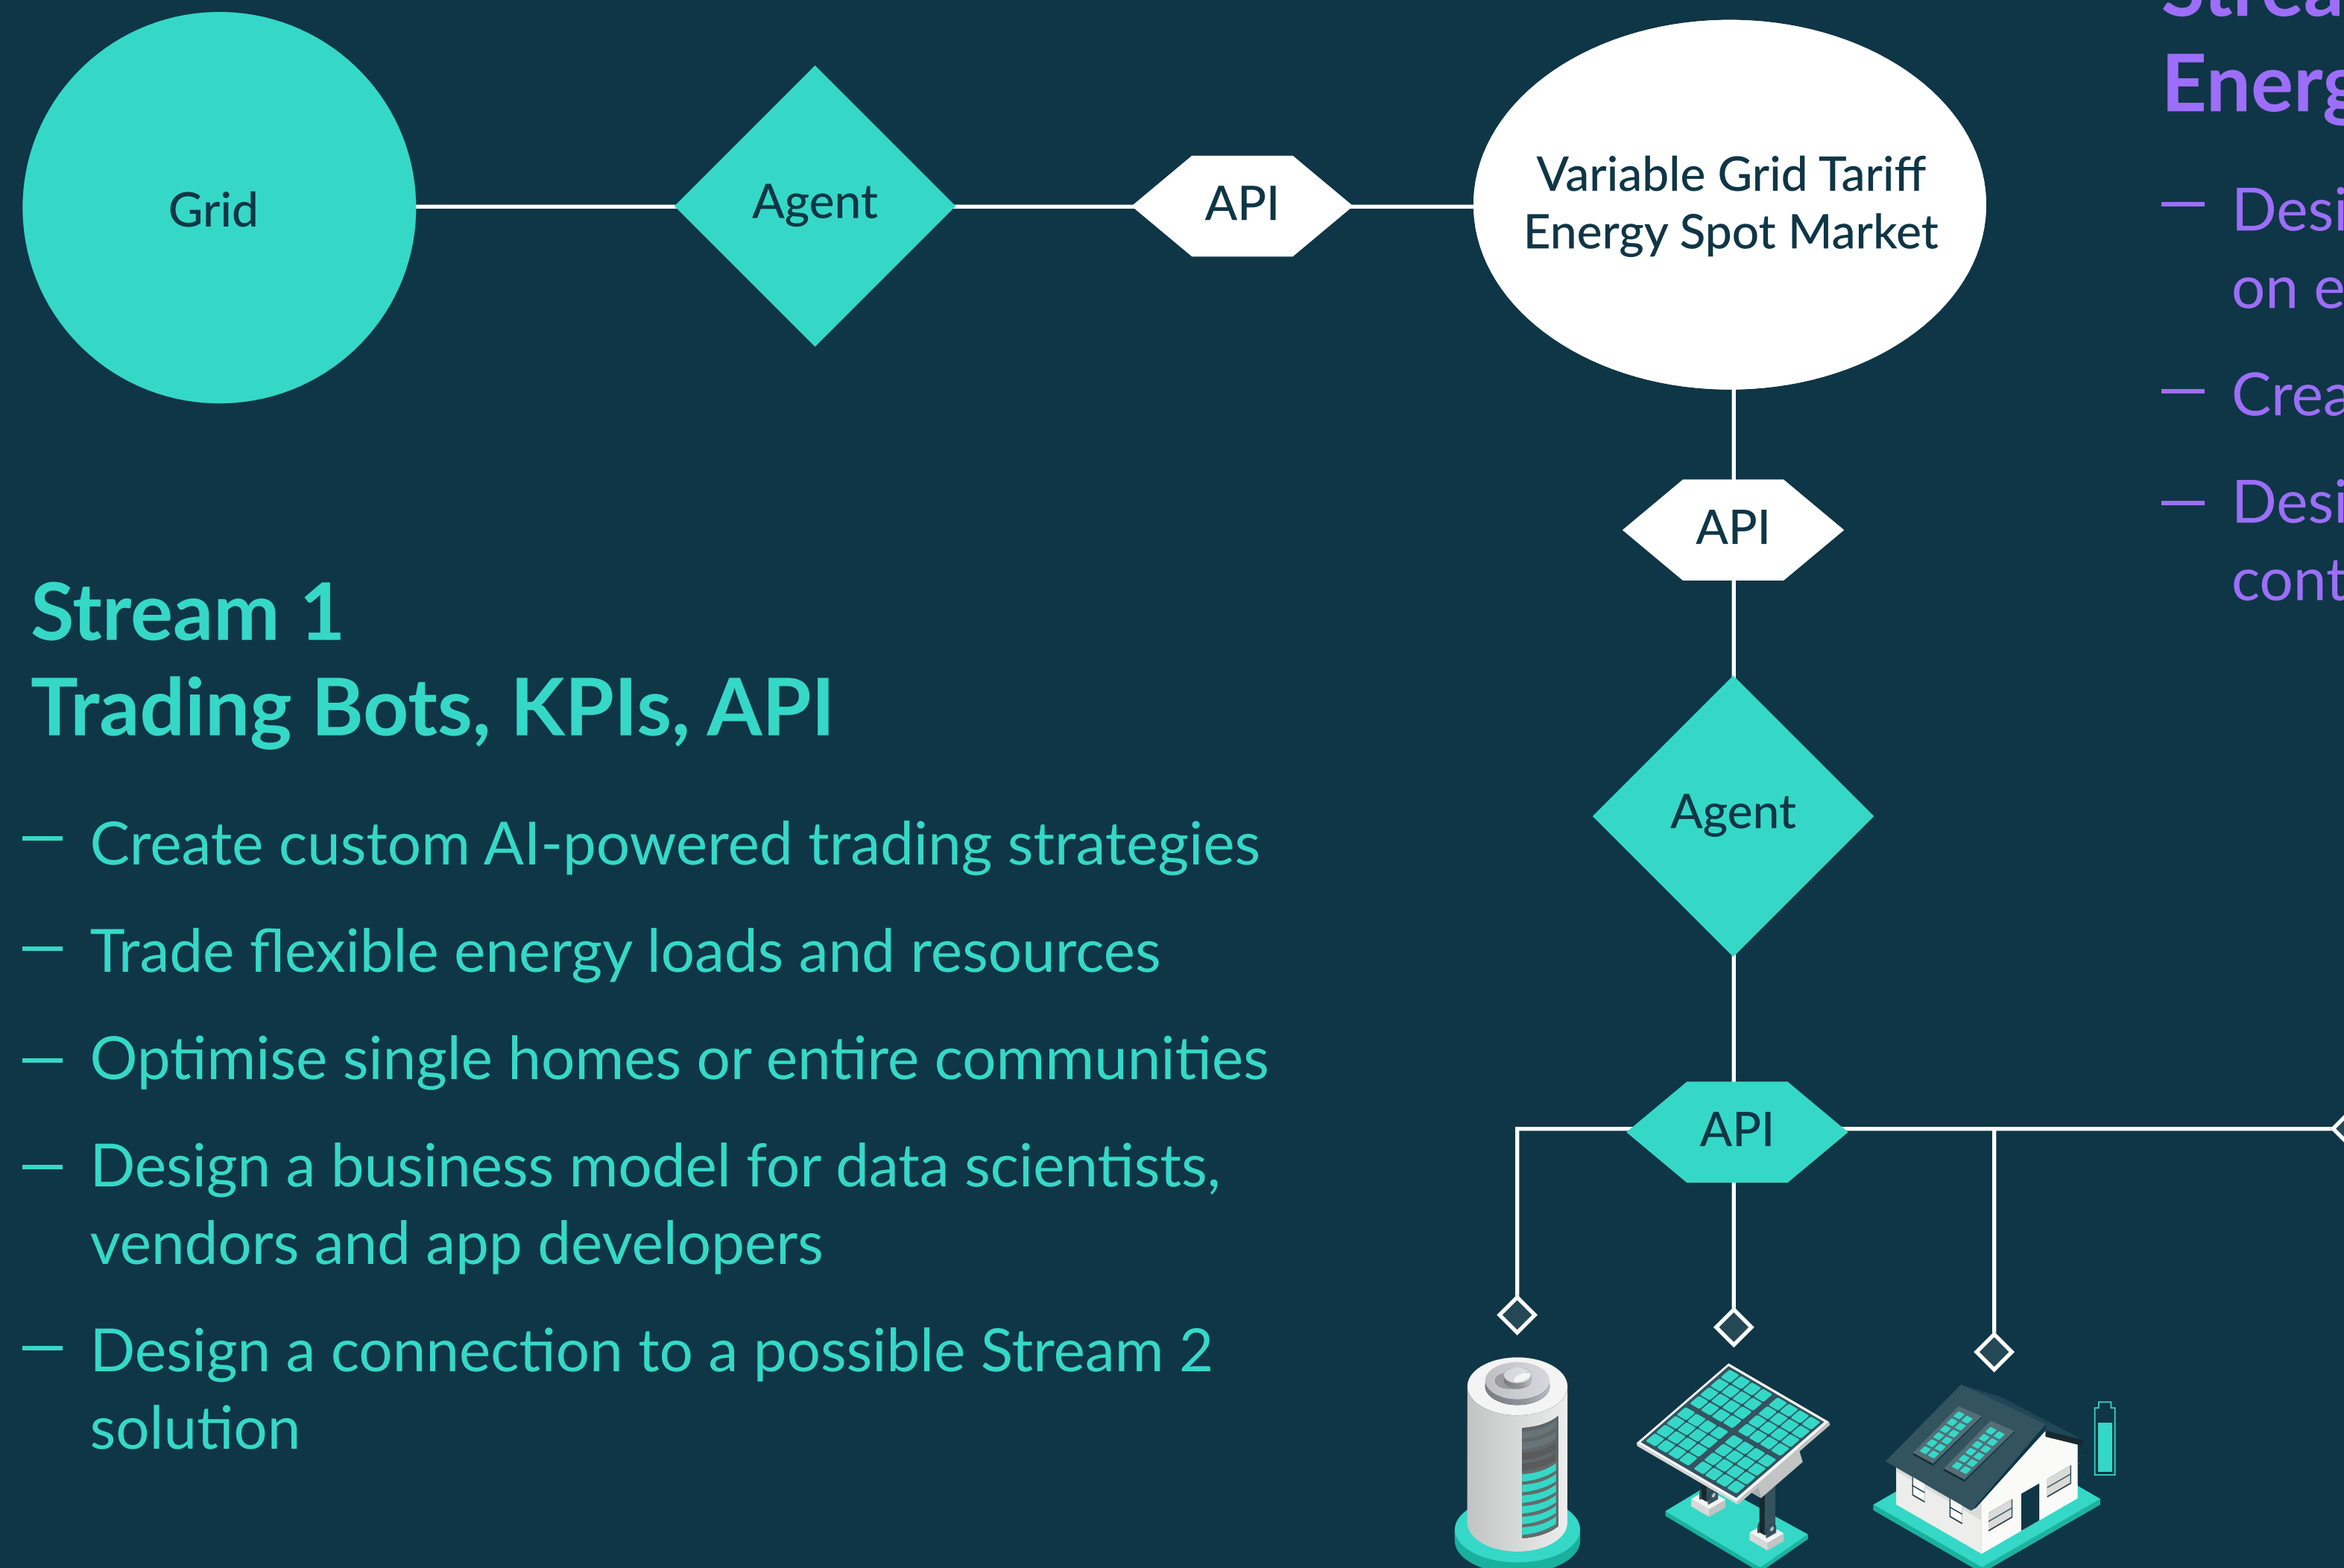 Grid
Agent
API
Variable Grid Tariff
Energy Spot Market
API
Agent
API
Stream 1
Trading Bots, KPIs, API
— Create custom AI-powered trading strategies
— Trade flexible energy loads and resources
— Optimise single homes or entire communities
— Design a business model for data scientists,
vendors and app developers
— Design a connection to a possible Stream 2
solution
—
on
—
—